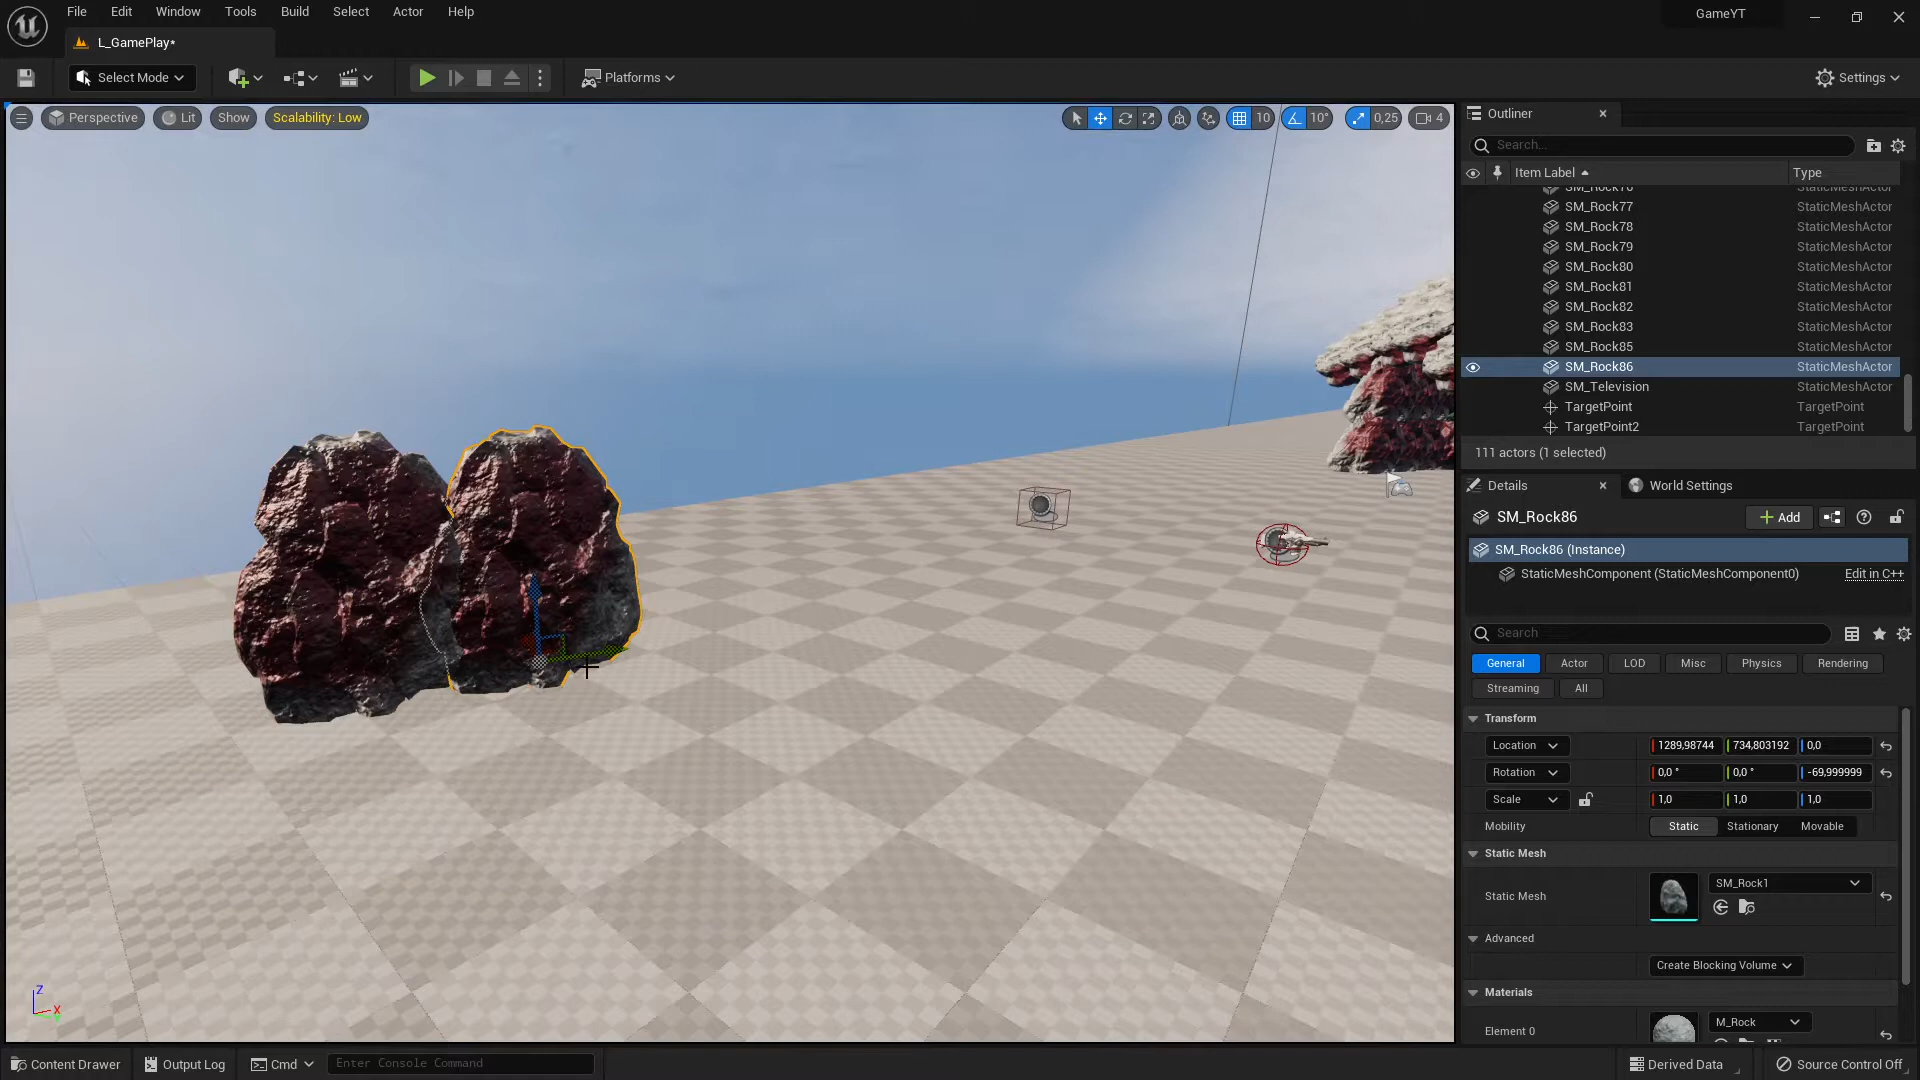 File Edit Window Tools Build Select Actor Help
GameYT
L_GamePlay*
Select Mode
Platforms
Settings
Perspective Lit Show Scalability: Low
10 10° 0,25 4
Outliner
Search...
Item Label Type
SM_Rock76 StaticMeshActor
SM_Rock77 StaticMeshActor
SM_Rock78 StaticMeshActor
SM_Rock79 StaticMeshActor
SM_Rock80 StaticMeshActor
SM_Rock81 StaticMeshActor
SM_Rock82 StaticMeshActor
SM_Rock83 StaticMeshActor
SM_Rock85 StaticMeshActor
SM_Rock86 StaticMeshActor
SM_Television StaticMeshActor
TargetPoint TargetPoint
TargetPoint2 TargetPoint
111 actors (1 selected)
Details World Settings
SM_Rock86 Add
SM_Rock86 (Instance)
StaticMeshComponent (StaticMeshComponent0) Edit in C++
Search
General Actor LOD Misc Physics Rendering
Streaming All
Transform
Location 1289,98744 734,803192 0,0
Rotation 0,0 ° 0,0 ° -69,999999
Scale 1,0 1,0 1,0
Mobility Static Stationary Movable
Static Mesh
Static Mesh SM_Rock1
Advanced
Create Blocking Volume
Materials
Element 0 M_Rock
Z
X
Y
Content Drawer Output Log Cmd Enter Console Command Derived Data Source Control Off